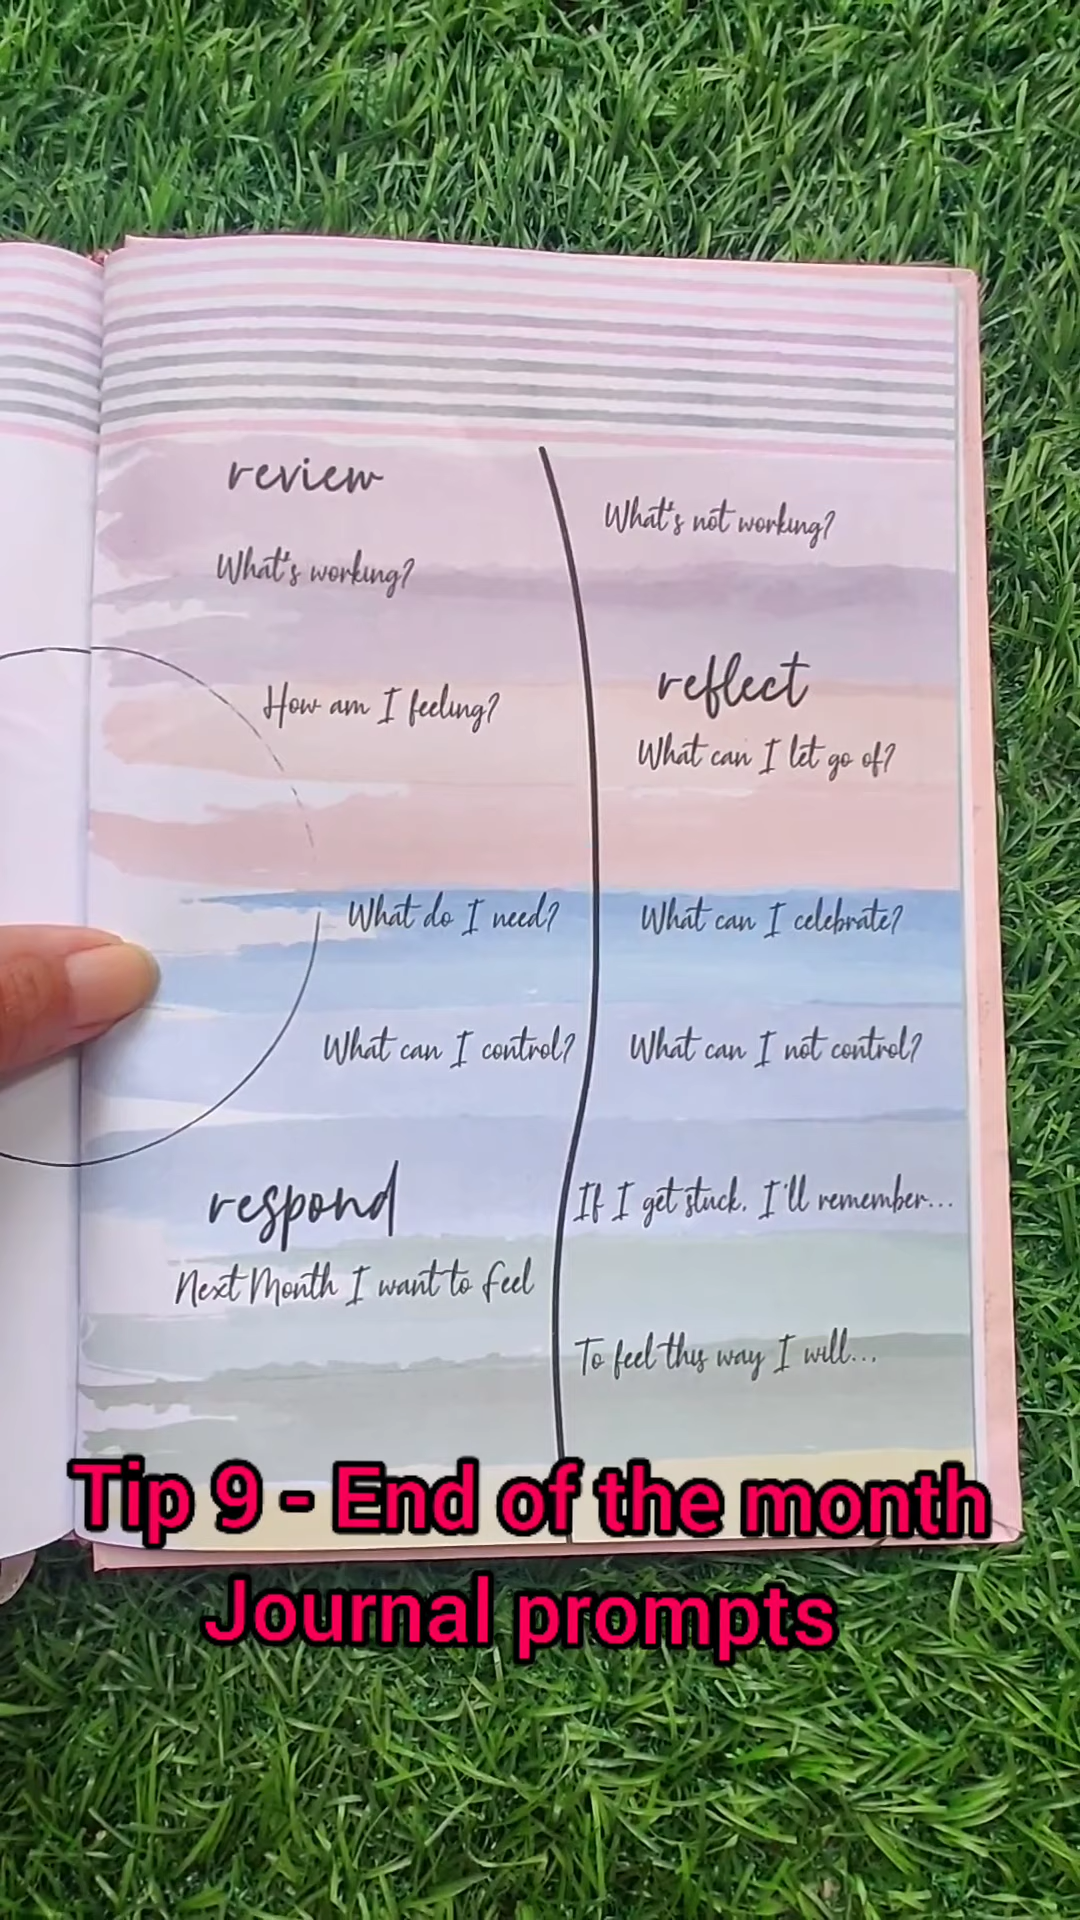 review
What's working?
What's not working?
How am I feeling?
reflect
What can I let go of?
What do I need?
What can I celebrate?
What can I control?
What can I not control?
respond
Next Month I want to feel
If I get stuck, I'll remember...
To feel this way I will...
Tip 9 - End of the month
Journal prompts